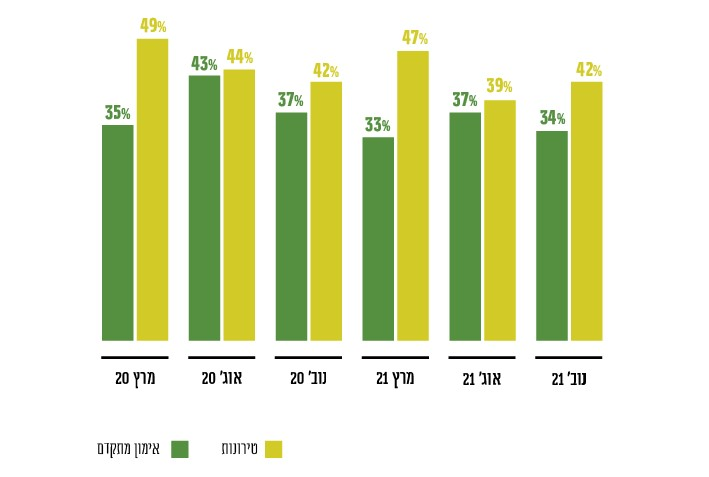 49%
47%
44%
43%
42%
42%
39%
37%
37%
35%
34%
33%
מרץ 20
אוג' 20
נוב' 20
מרץ 21
אוג' 21
נוב' 21
טירונות
אימון מתקדם